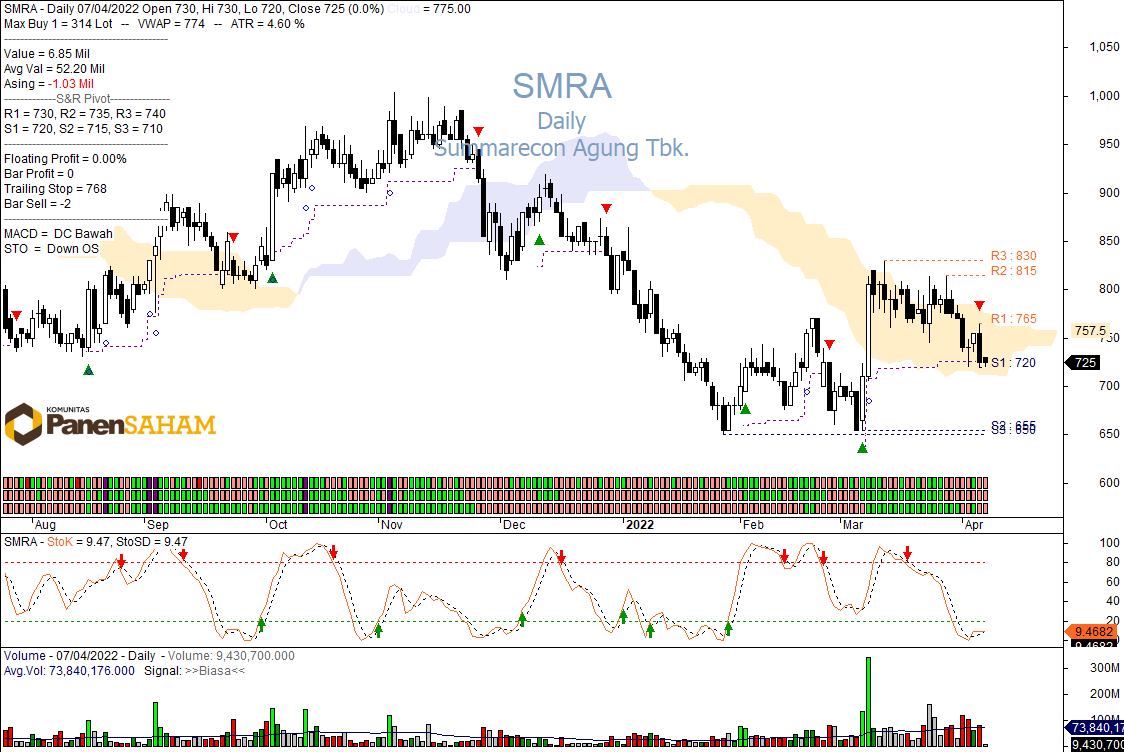 SMRA - Daily 07/04/2022 Open 730, Hi 730, Lo 720, Close 725 (0.0%) Cloud = 775.00
Max Buy 1 = 314 Lot -- VWAP = 774 -- ATR = 4.60 %
Value = 6.85 Mil
Avg Val = 52.20 Mil
Asing = -1.03 Mil
S&R Pivot
R1 = 730, R2 = 735, R3 = 740
S1 = 720, S2 = 715, S3 = 710
Floating Profit = 0.00%
Bar Profit = 0
Trailing Stop = 768
Bar Sell = -2
MACD = DC Bawah
STO = Down OS
SMRA
Daily
Summarecon Agung Tbk.
1,050
1,000
950
900
850
800
750
700
650
600
R3 : 830
R2 : 815
R1 : 765
757.5
S1 : 720
725
S2 : 655
S3 : 650
KOMUNITAS
PanenSAHAM
Aug Sep Oct Nov Dec 2022 Feb Mar Apr
SMRA - StoK = 9.47, StoSD = 9.47
100
80
60
40
20
9.4682
9.4682
Volume - 07/04/2022 - Daily - Volume: 9,430,700.000
Avg.Vol: 73,840,176.000 Signal: >>Biasa<<
300M
200M
100M
73,840,17
9,430,700